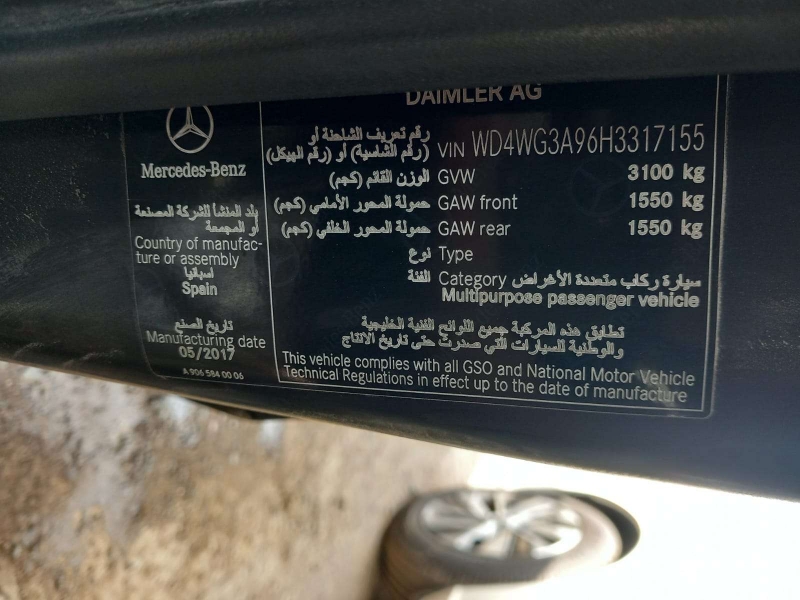 Mercedes-Benz
بلد المنشأ للشركة المصنعة
أو المجمعة
Country of manufac-
ture or assembly
اسبانيا
Spain
تاريخ الصنع
Manufacturing date
05/2017
A 906 584 00 06
DAIMLER AG
رقم تعريف الشاحنة أو
(رقم الشاسية) أو (رقم الهيكل) VIN WD4WG3A96H3317155
الوزن القائم (كجم) GVW 3100 kg
حمولة المحور الأمامي (كجم) GAW front 1550 kg
حمولة المحور الخلفي (كجم) GAW rear 1550 kg
نوع Type
الفئة Category سيارة ركاب متعددة الأغراض
Multipurpose passenger vehicle
تطابق هذه المركبة جميع اللوائح الفنية الخليجية
والوطنية للسيارات التي صدرت حتى تاريخ الانتاج
This vehicle complies with all GSO and National Motor Vehicle
Technical Regulations in effect up to the date of manufacture